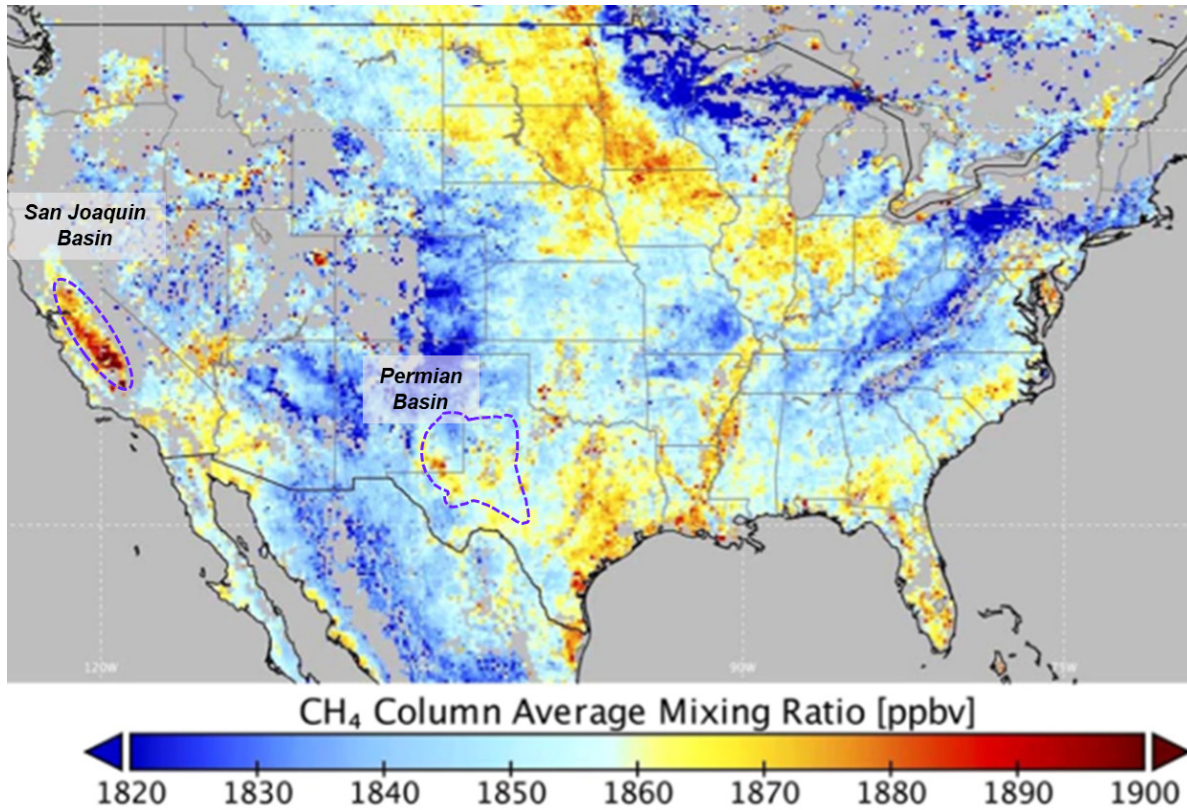 San Joaquin
Basin
Permian
Basin
120W
90W
75W
CH₄ Column Average Mixing Ratio [ppbv]
1820 1830 1840 1850 1860 1870 1880 1890 1900